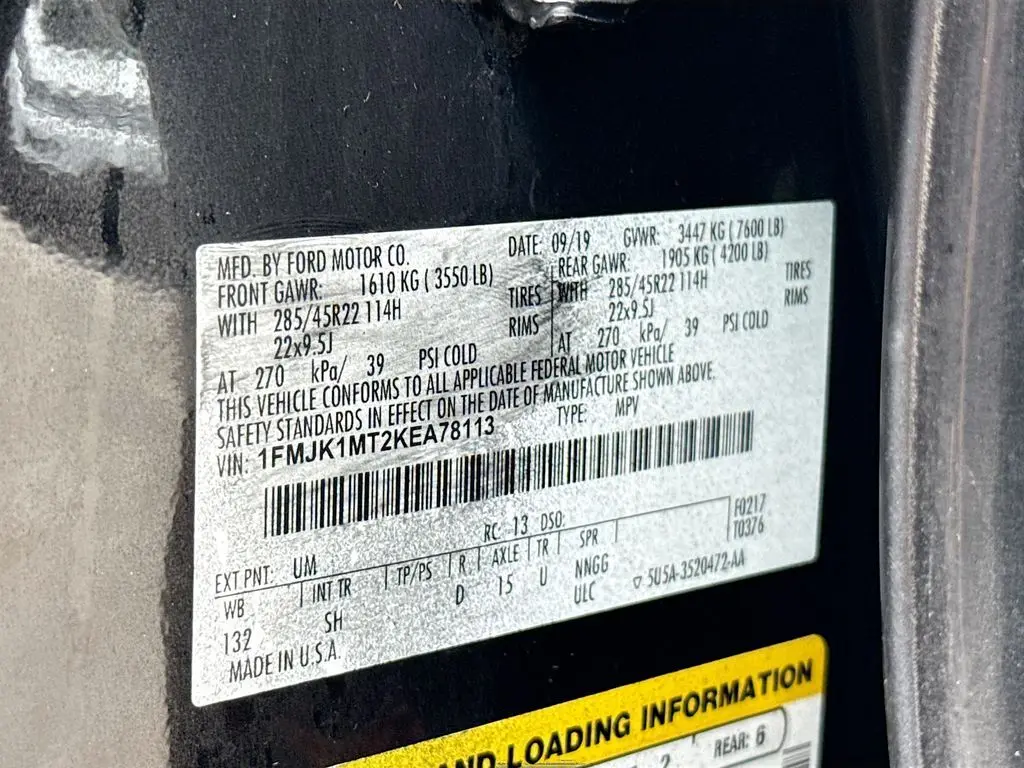 MFD. BY FORD MOTOR CO. DATE: 09/19 GVWR: 3447 KG ( 7600 LB)
FRONT GAWR: 1610 KG ( 3550 LB) REAR GAWR: 1905 KG ( 4200 LB)
WITH 285/45R22 114H TIRES WITH 285/45R22 114H TIRES
22x9.5J RIMS 22x9.5J RIMS
AT 270 kPa/ 39 PSI COLD AT 270 kPa/ 39 PSI COLD
THIS VEHICLE CONFORMS TO ALL APPLICABLE FEDERAL MOTOR VEHICLE
SAFETY STANDARDS IN EFFECT ON THE DATE OF MANUFACTURE SHOWN ABOVE.
VIN: 1FMJK1MT2KEA78113 TYPE: MPV
EXT PNT: UM RC: 13 DSO: F0217
WB INT TR TP/PS R AXLE TR SPR T0376
132 SH D 15 U NNGG
ULC 5U5A-3520472-AA
MADE IN U.S.A.
AND LOADING INFORMATION
2 REAR: 6